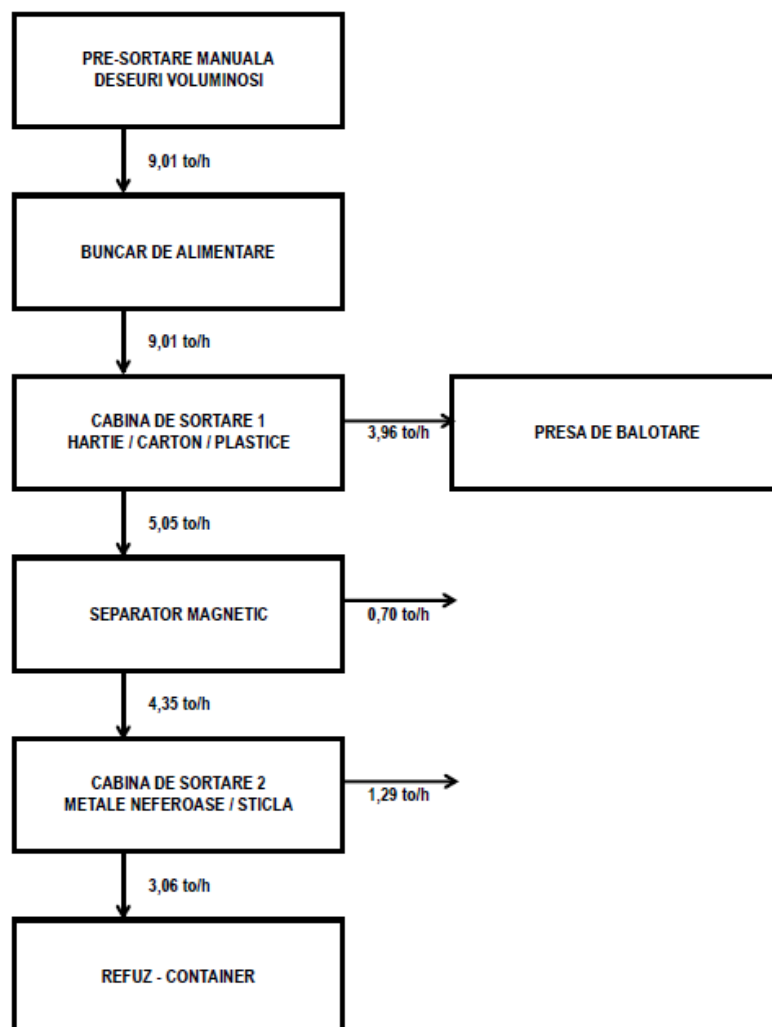 PRE-SORTARE MANUALA
DESEURI VOLUMINOSI
9,01 to/h
BUNCAR DE ALIMENTARE
9,01 to/h
CABINA DE SORTARE 1
HARTIE / CARTON / PLASTICE
3,96 to/h
PRESA DE BALOTARE
5,05 to/h
SEPARATOR MAGNETIC
0,70 to/h
4,35 to/h
CABINA DE SORTARE 2
METALE NEFEROASE / STICLA
1,29 to/h
3,06 to/h
REFUZ - CONTAINER